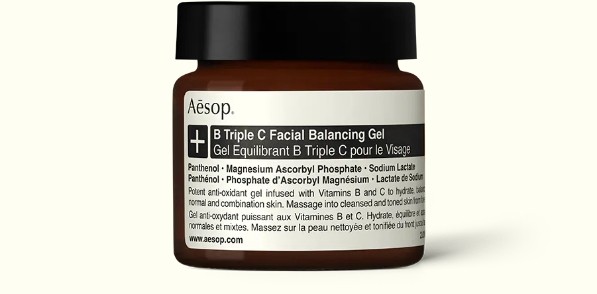 Aēsop.
+
B Triple C Facial Balancing Gel
Gel Equilibrant B Triple C pour le Visage
Panthenol · Magnesium Ascorbyl Phosphate · Sodium Lactate
Panthénol · Phosphate d'Ascorbyl Magnésium · Lactate de Sodium
Potent anti-oxidant gel infused with Vitamins B and C to hydrate,
normal and combination skin. Massage into cleansed and toned skin from
Gel anti-oxydant puissant aux Vitamines B et C. Hydrate, équilibre et
normales et mixtes. Massez sur la peau nettoyée et tonifiée du front
www.aesop.com